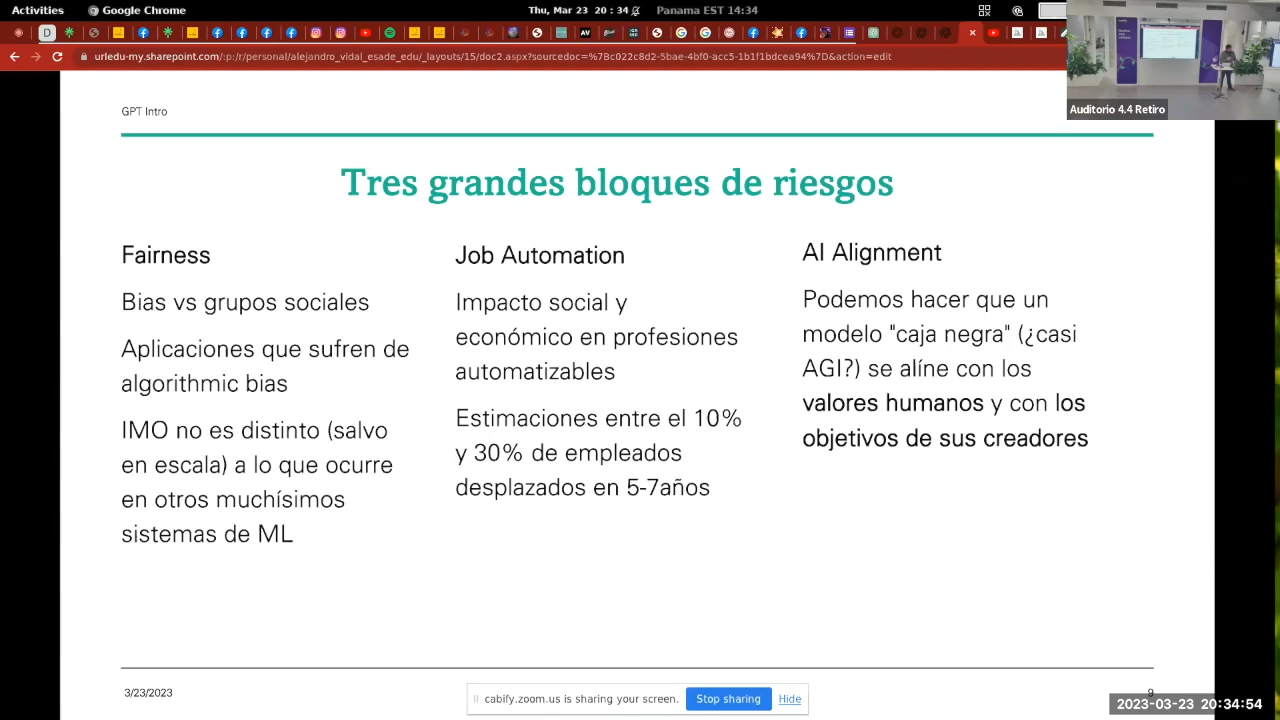 Activities
Google Chrome
Thu, Mar 23 20 : 34
Panama EST 14:34
urledu-my.sharepoint.com/:p:/r/personal/alejandro_vidal_esade_edu/_layouts/15/doc2.aspx?sourcedoc=%7Bc022c8d2-5bae-4bf0-acc5-1b1f1bdcea94%7D&action=edit
Auditorio 4.4 Retiro
GPT Intro
Tres grandes bloques de riesgos
Fairness
Bias vs grupos sociales
Aplicaciones que sufren de
algorithmic bias
IMO no es distinto (salvo
en escala) a lo que ocurre
en otros muchísimos
sistemas de ML
Job Automation
Impacto social y
económico en profesiones
automatizables
Estimaciones entre el 10%
y 30% de empleados
desplazados en 5-7años
AI Alignment
Podemos hacer que un
modelo "caja negra" (¿casi
AGI?) se alíne con los
valores humanos y con los
objetivos de sus creadores
3/23/2023
9
cabify.zoom.us is sharing your screen.
Stop sharing
Hide
2023-03-23 20:34:54